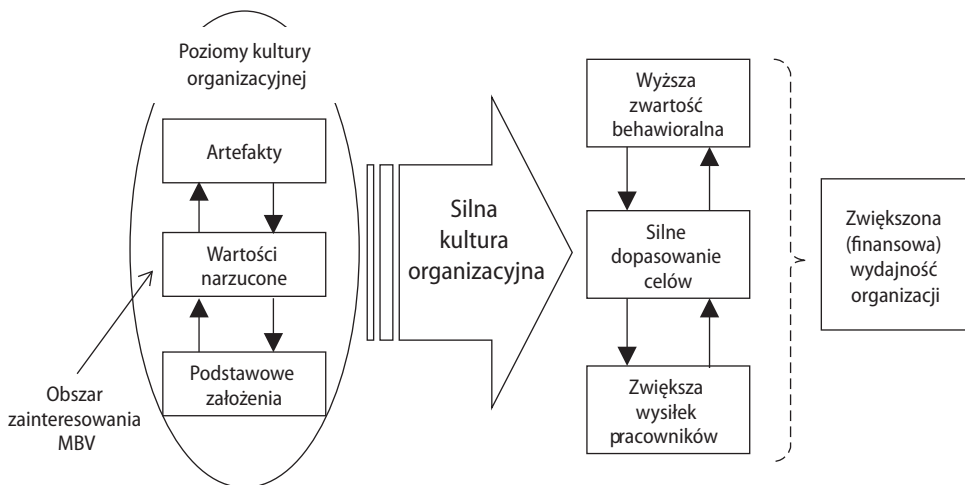 Poziomy kultury
organizacyjnej
Artefakty
Wartości
narzucone
Podstawowe
założenia
Obszar
zainteresowania
MBV
Silna
kultura
organizacyjna
Wyższa
zwartość
behawioralna
Silne
dopasowanie
celów
Zwiększa
wysiłek
pracowników
Zwiększona
(finansowa)
wydajność
organizacji